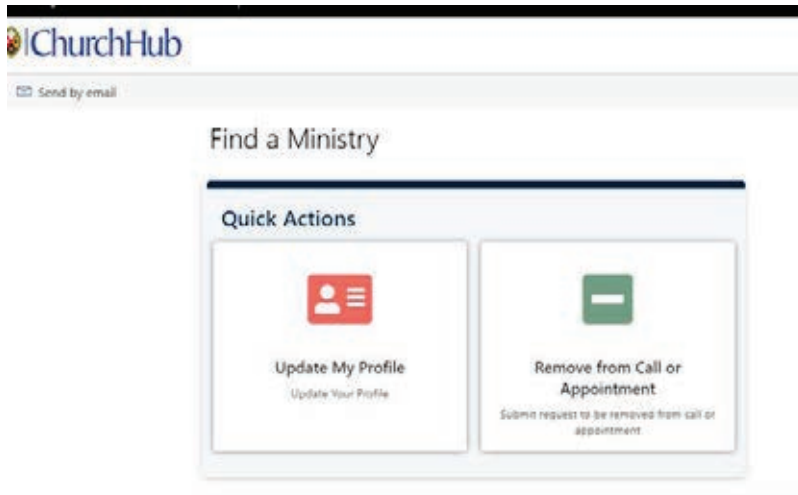 ChurchHub
Send by email
Find a Ministry
Quick Actions
Update My Profile
Update Your Profile
Remove from Call or
Appointment
Submit request to be removed from call or
appointment